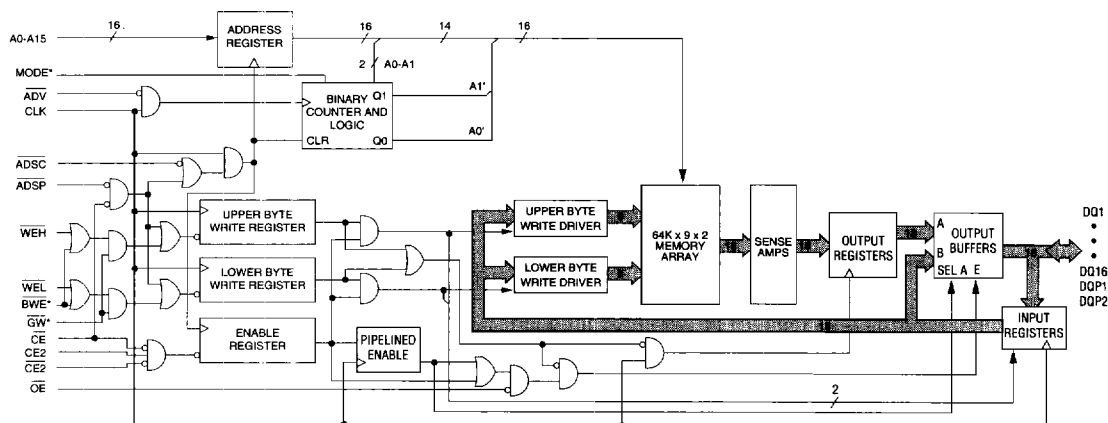 16
ADDRESS
REGISTER
16
14
16
A0-A15
2
A0-A1
MODE*
ADV
CLK
BINARY
COUNTER AND
LOGIC
Q1
A1'
CLR
Q0
A0'
ADSC
ADSP
WEH
WEL
BWE*
GW*
CE
CE2
CE2
OE
UPPER BYTE
WRITE REGISTER
LOWER BYTE
WRITE REGISTER
ENABLE
REGISTER
PIPELINED
ENABLE
UPPER BYTE
WRITE DRIVER
LOWER BYTE
WRITE DRIVER
64K x 9 x 2
MEMORY
ARRAY
SENSE
AMPS
OUTPUT
REGISTERS
A
B
OUTPUT
BUFFERS
SEL A E
INPUT
REGISTERS
2
DQ1
DQ16
DQP1
DQP2